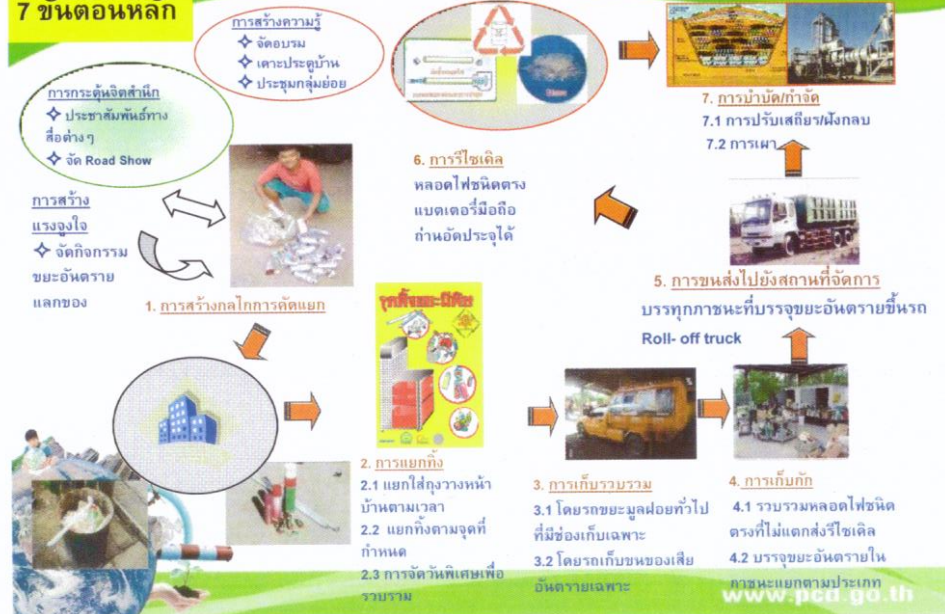 7 ขั้นตอนหลัก
การสร้างความรู้
✧ จัดอบรม
✧ เคาะประตูบ้าน
✧ ประชุมกลุ่มย่อย
การกระตุ้นจิตสำนึก
✧ ประชาสัมพันธ์ทาง
สื่อต่าง ๆ
✧ จัด Road Show
การสร้าง
แรงจูงใจ
✧ จัดกิจกรรม
ขยะอันตราย
แลกของ
1. การสร้างกลไกการคัดแยก
รุกทิ้งขยะมีพิษ
2. การแยกทิ้ง
2.1 แยกใส่ถุงวางหน้า
บ้านตามเวลา
2.2 แยกทิ้งตามจุดที่
กำหนด
2.3 การจัดวันพิเศษเพื่อ
รวบรวม
3. การเก็บรวบรวม
3.1 โดยรถขยะมูลฝอยทั่วไป
ที่มีช่องเก็บเฉพาะ
3.2 โดยรถเก็บขนของเสีย
อันตรายเฉพาะ
4. การเก็บกัก
4.1 รวบรวมหลอดไฟชนิด
ตรงที่ไม่แตกส่งรีไซเคิล
4.2 บรรจุขยะอันตรายใน
ภาชนะแยกตามประเภท
5. การขนส่งไปยังสถานที่จัดการ
บรรทุกภาชนะที่บรรจุขยะอันตรายขึ้นรถ
Roll- off truck
6. การรีไซเคิล
หลอดไฟชนิดตรง
แบตเตอรี่มือถือ
ถ่านอัดประจุได้
7. การบำบัด/กำจัด
7.1 การปรับเสถียร/ฝังกลบ
7.2 การเผา
www.pcd.go.th